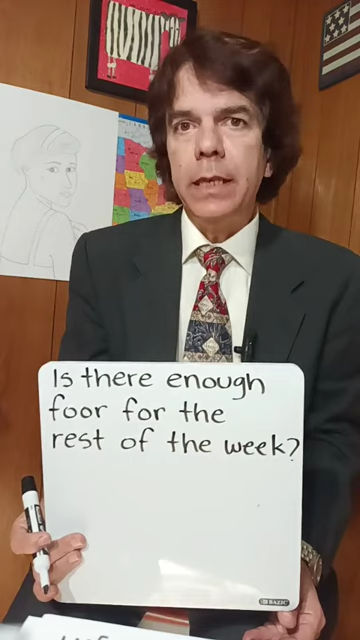 Is there enough
foor for the
rest of the week?
BAZIC